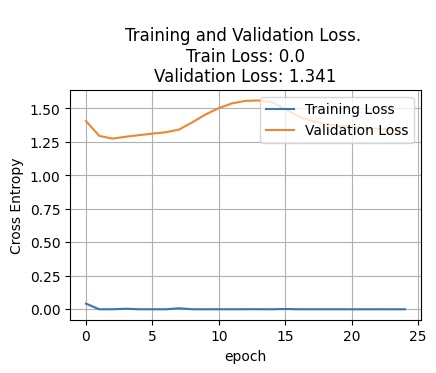 Training and Validation Loss.
Train Loss: 0.0
Validation Loss: 1.341
Training Loss
Validation Loss
Cross Entropy
1.50
1.25
1.00
0.75
0.50
0.25
0.00
0 5 10 15 20 25
epoch